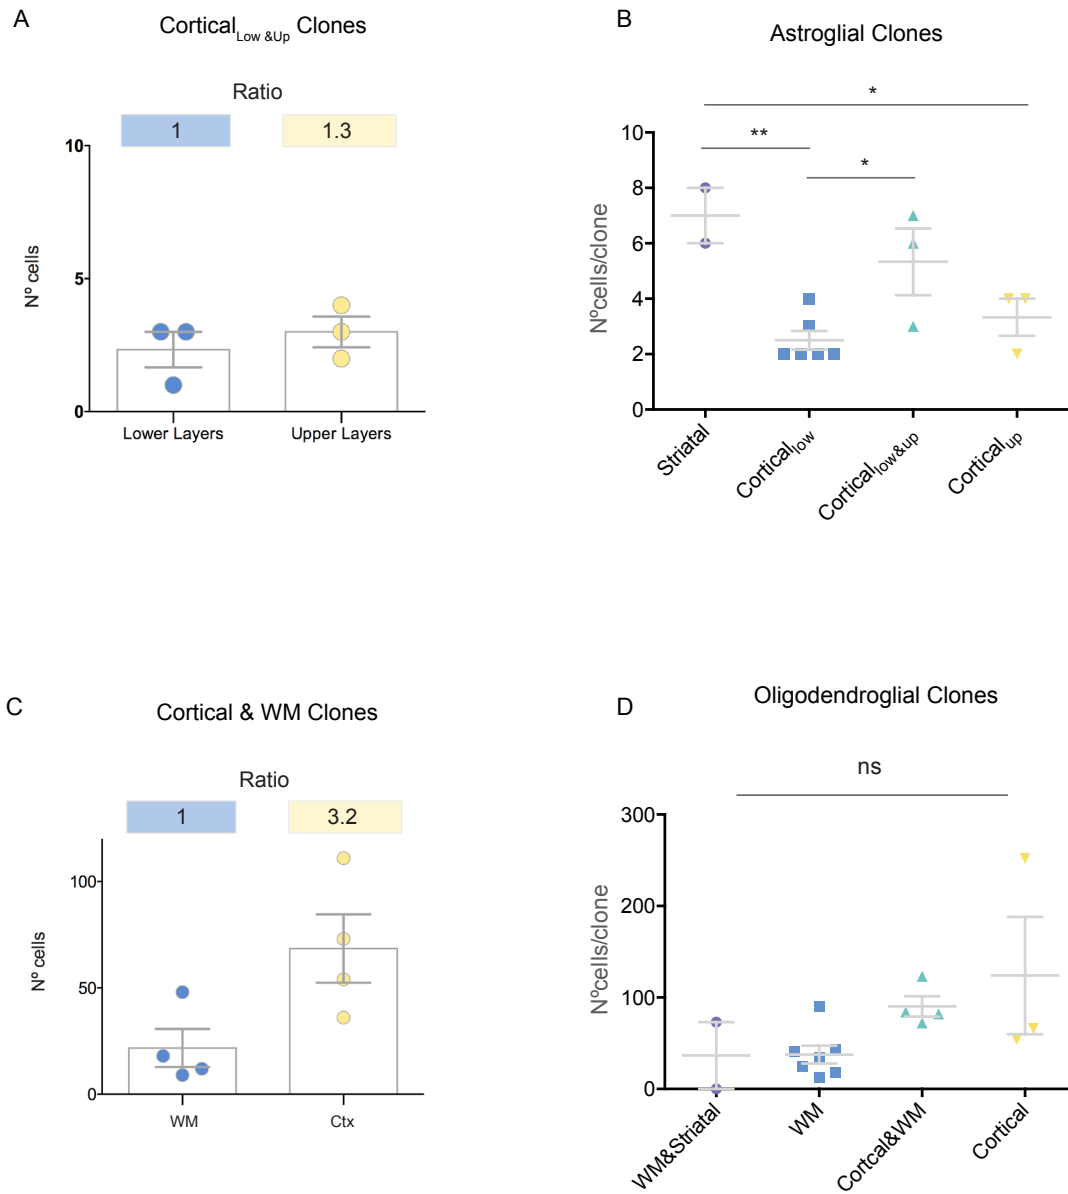 A
Cortical Low &Up Clones
Ratio
1
1.3
10
5
0
Nº cells
Lower Layers
Upper Layers
B
Astroglial Clones
*
**
*
10
8
6
4
2
0
Nºcells/clone
Striatal
Cortical low
Cortical low&up
Cortical up
C
Cortical & WM Clones
Ratio
1
3.2
100
50
0
Nº cells
WM
Ctx
D
Oligodendroglial Clones
ns
300
200
100
0
Nºcells/clone
WM&Striatal
WM
Cortcal&WM
Cortical